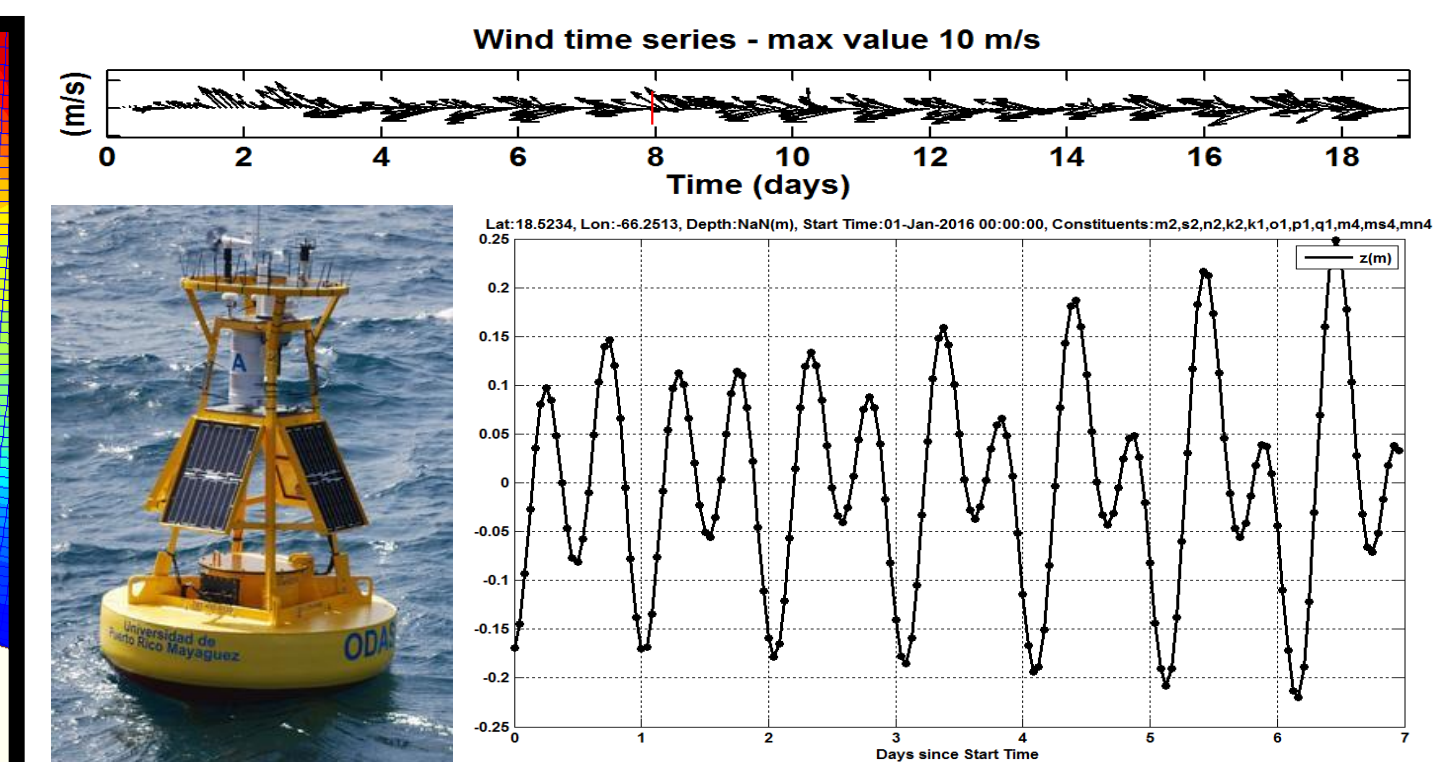 Wind time series - max value 10 m/s
(m/s)
0 2 4 6 8 10 12 14 16 18
Time (days)
A
Universidad de
Puerto Rico Mayaguez
ODAS
Lat:18.5234, Lon:-66.2513, Depth:NaN(m), Start Time:01-Jan-2016 00:00:00, Constituents:m2,s2,n2,k2,k1,o1,p1,q1,m4,ms4,mn4
z(m)
0.25
0.2
0.15
0.1
0.05
0
-0.05
-0.1
-0.15
-0.2
-0.25
0 1 2 3 4 5 6 7
Days since Start Time